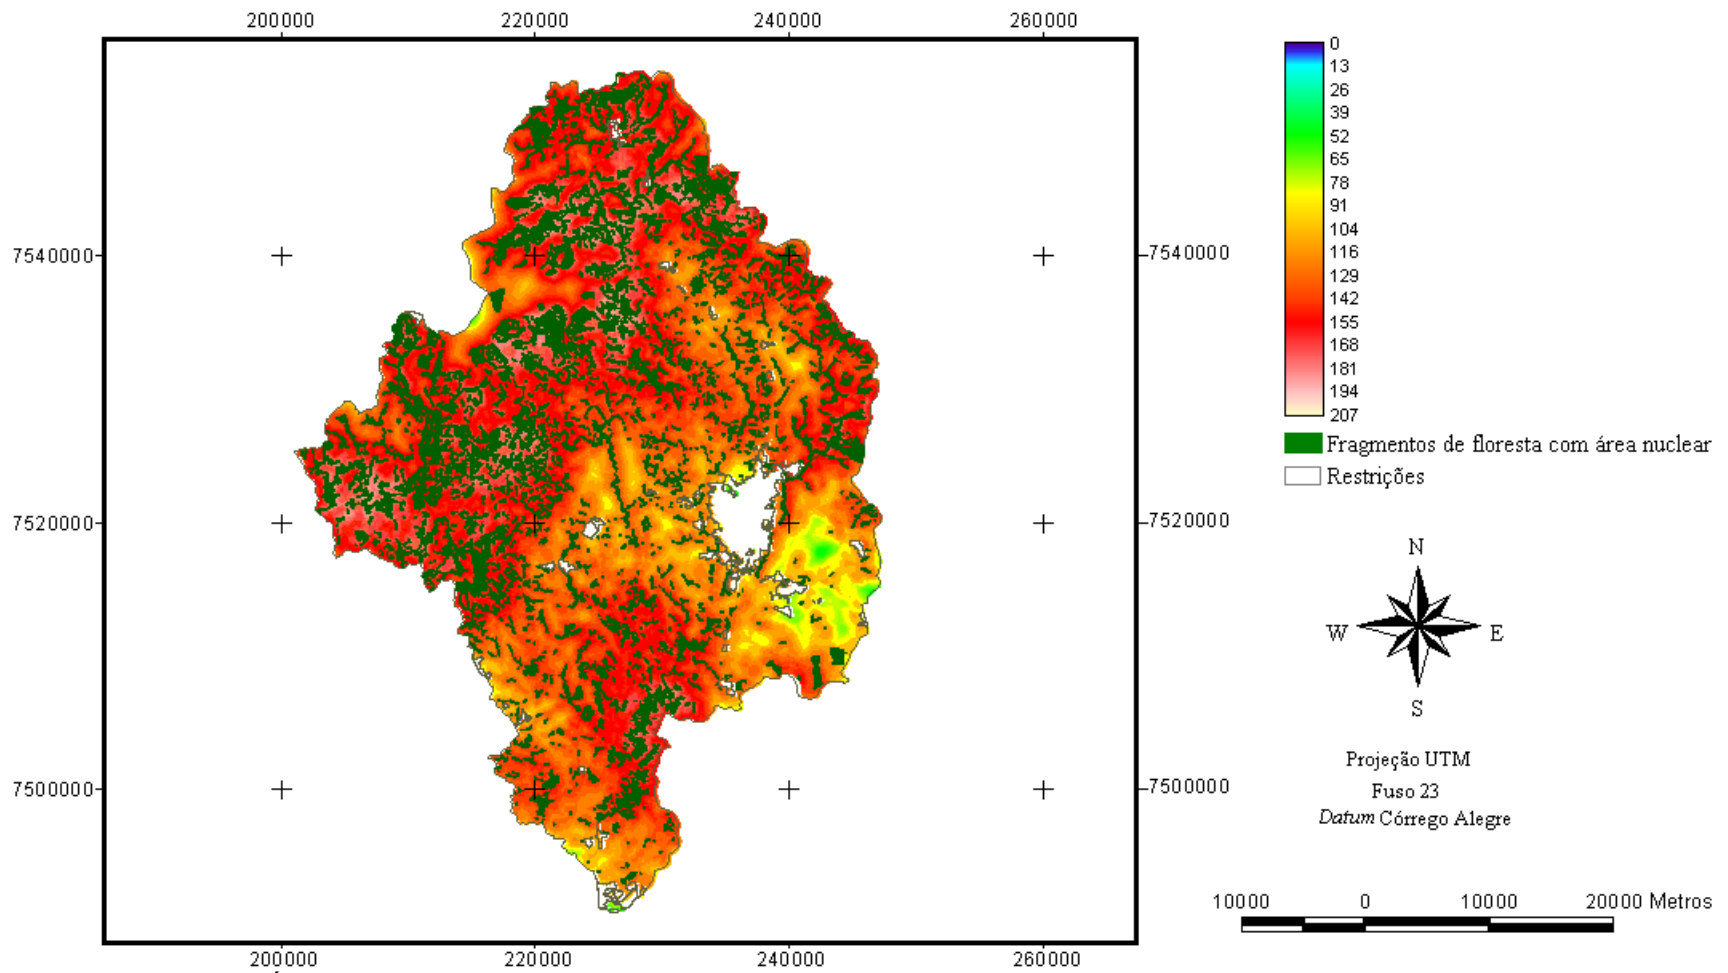 200000 220000 240000 260000
0
13
26
39
52
65
78
91
104
116
129
142
155
168
181
194
207
Fragmentos de floresta com área nuclear
Restrições
7540000 7540000
7520000 7520000
7500000 7500000
N
W E
S
Projeção UTM
Fuso 23
Datum Córrego Alegre
10000 0 10000 20000 Metros
200000 220000 240000 260000